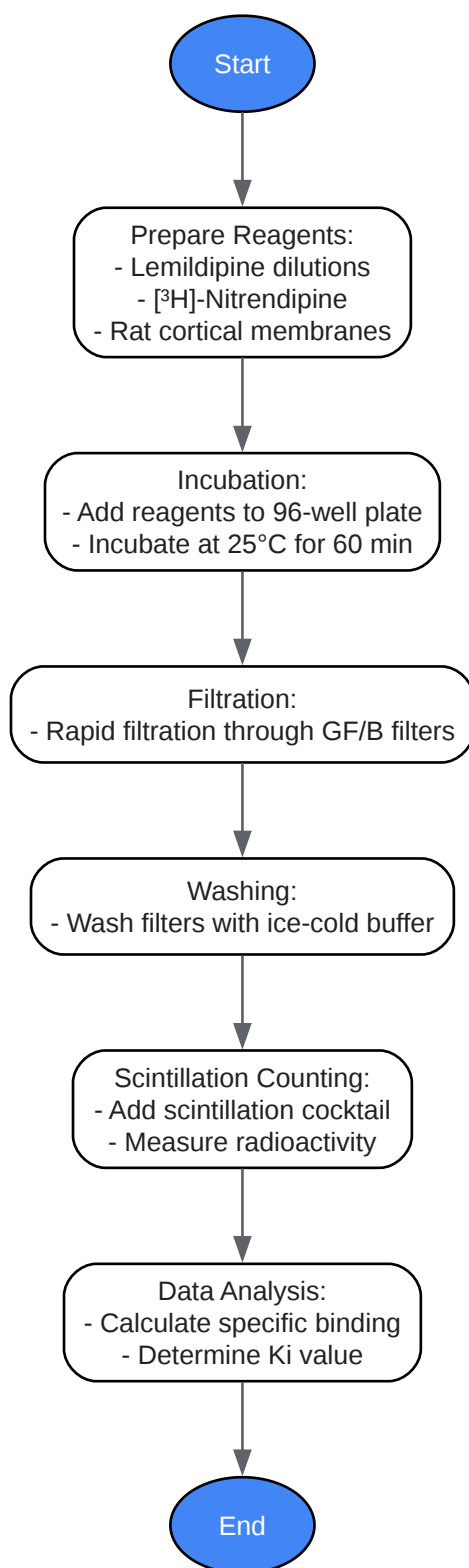 Start
Prepare Reagents:
- Lemildipine dilutions
- [³H]-Nitrendipine
- Rat cortical membranes
Incubation:
- Add reagents to 96-well plate
- Incubate at 25°C for 60 min
Filtration:
- Rapid filtration through GF/B filters
Washing:
- Wash filters with ice-cold buffer
Scintillation Counting:
- Add scintillation cocktail
- Measure radioactivity
Data Analysis:
- Calculate specific binding
- Determine Ki value
End